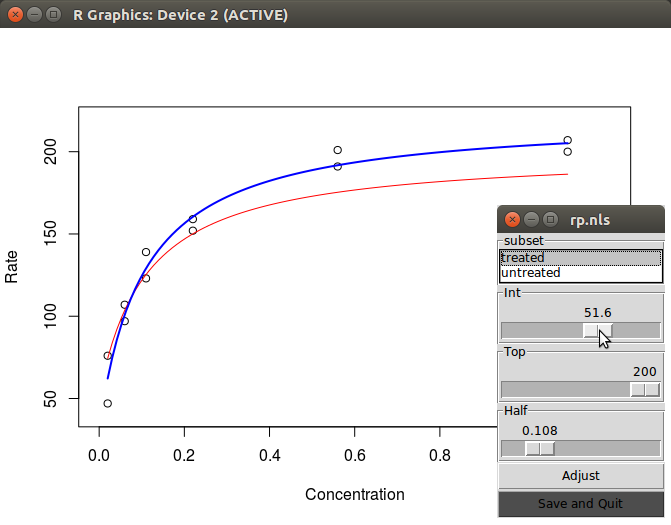 R Graphics: Device 2 (ACTIVE)
Rate
50
100
150
200
0.0
0.2
0.4
0.6
0.8
Concentration
rp.nls
subset
treated
untreated
Int
51.6
Top
200
Half
0.108
Adjust
Save and Quit